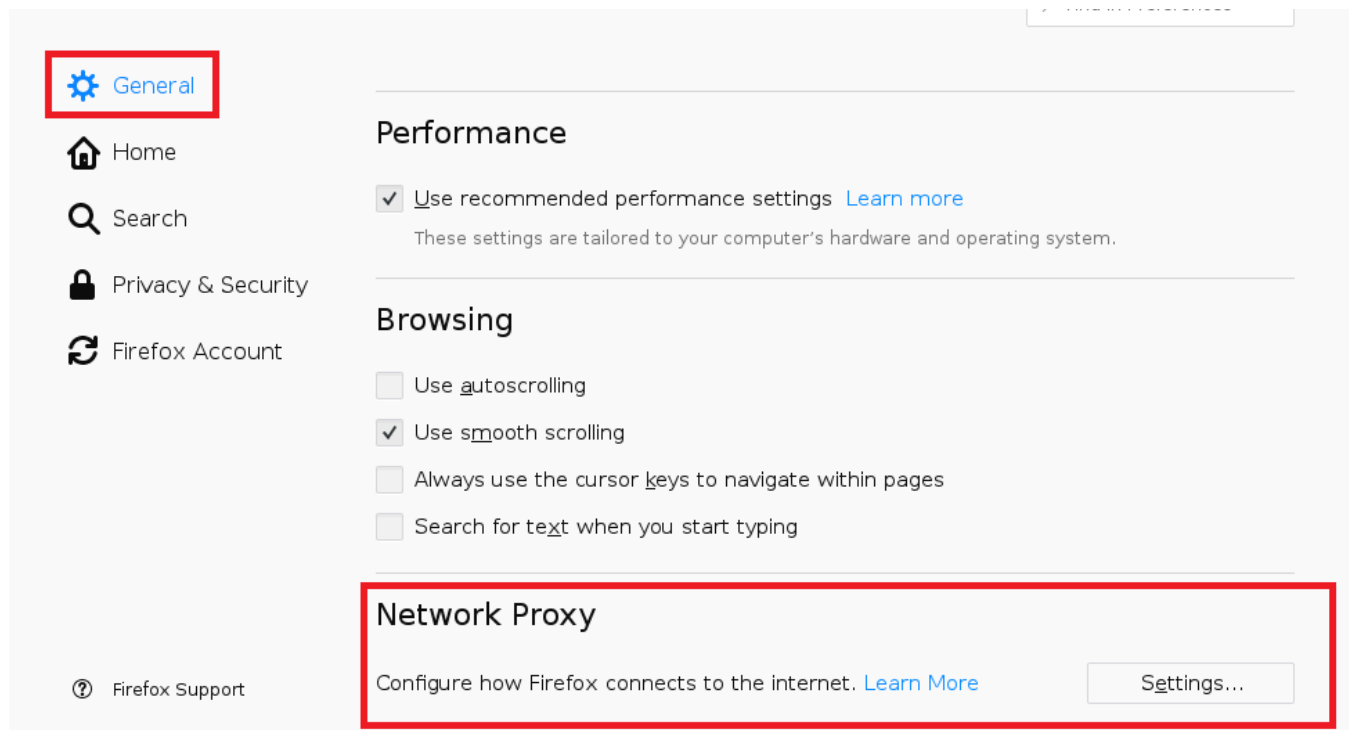 General
Home
Search
Privacy & Security
Firefox Account
Firefox Support
Performance
Use recommended performance settings Learn more
These settings are tailored to your computer's hardware and operating system.
Browsing
Use autoscrolling
Use smooth scrolling
Always use the cursor keys to navigate within pages
Search for text when you start typing
Network Proxy
Configure how Firefox connects to the internet. Learn More
Settings...